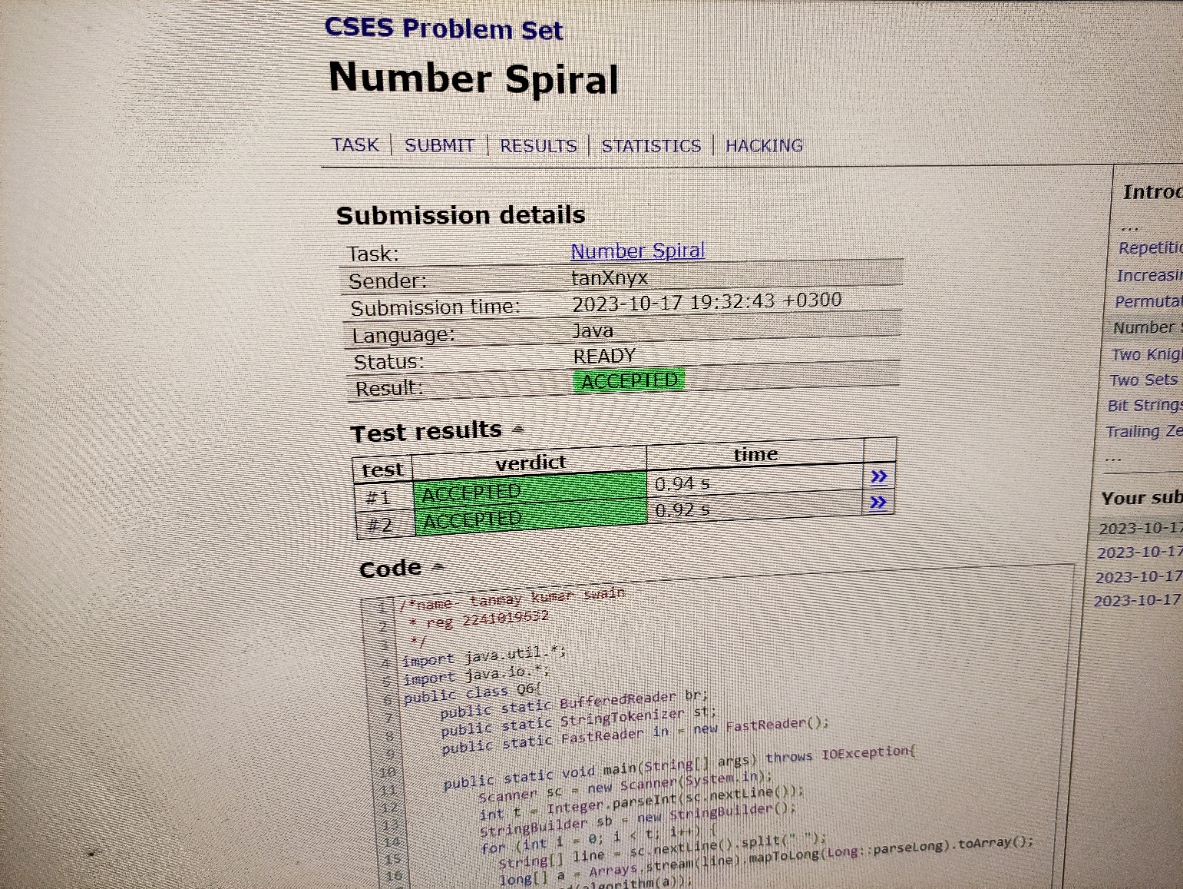 CSES Problem Set
Number Spiral
TASK | SUBMIT | RESULTS | STATISTICS | HACKING
Submission details
Task: Number Spiral
Sender: tanXnyx
Submission time: 2023-10-17 19:32:43 +0300
Language: Java
Status: READY
Result: ACCEPTED
Test results
test verdict time
#1 ACCEPTED 0.94 s »
#2 ACCEPTED 0.92 s »
Code
1 /*name- tanmay kumar swain
2 * reg 2241019632
3 */
4 import java.util.*;
5 import java.io.*;
6 public class Q6{
7 public static BufferedReader br;
8 public static StringTokenizer st;
9 public static FastReader in = new FastReader();
10
11 public static void main(String[] args) throws IOException{
12 Scanner sc = new Scanner(System.in);
13 int t = Integer.parseInt(sc.nextLine());
14 StringBuilder sb = new StringBuilder();
15 for (int i = 0; i < t; i++) {
16 String[] line = sc.nextLine().split(" ");
long[] a = Arrays.stream(line).mapToLong(Long::parseLong).toArray();
(algorithm(a));
Introd
...
Repetitio
Increasin
Permutat
Number S
Two Knigh
Two Sets
Bit Strings
Trailing Ze
...
Your sub
2023-10-17
2023-10-17
2023-10-17
2023-10-17